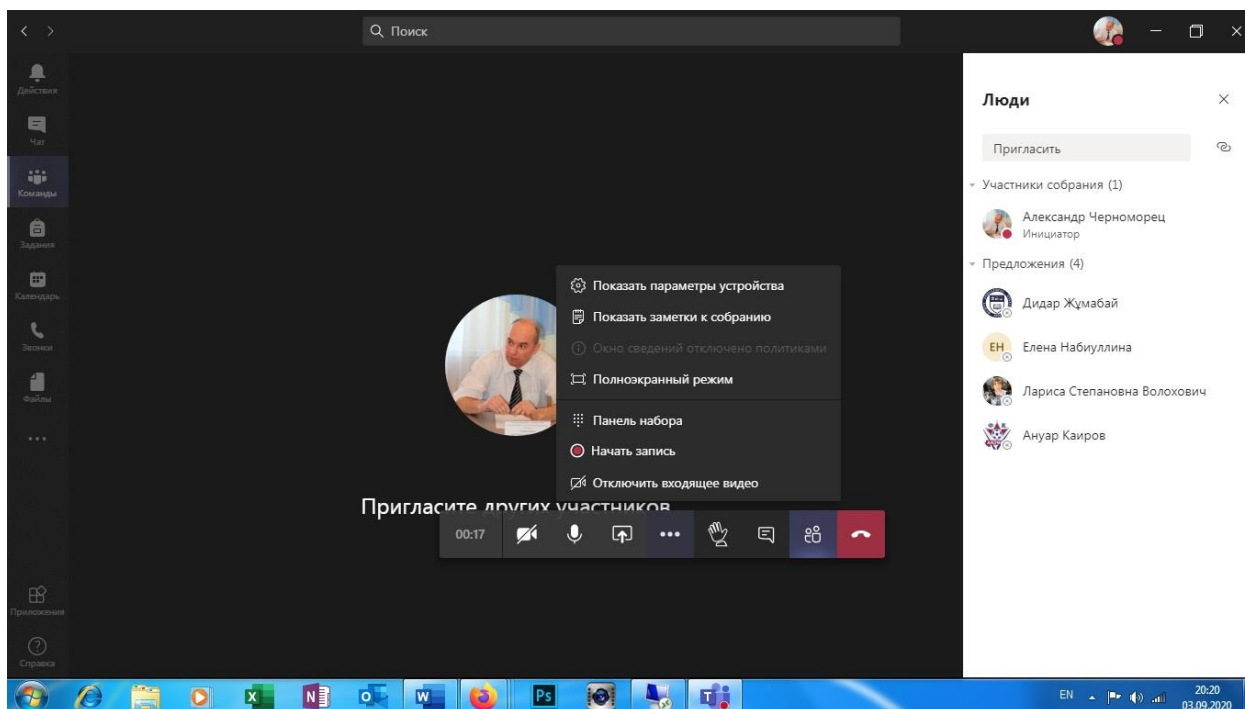 Поиск
Действия
Чат
Команды
Задания
Календарь
Звонки
Файлы
Приложения
Справка
Пригласите других участников
Показать параметры устройства
Показать заметки к собранию
Окно сведений отключено политиками
Полноэкранный режим
Панель набора
Начать запись
Отключить входящее видео
00:17
Люди
Пригласить
Участники собрания (1)
Александр Черноморец
Инициатор
Предложения (4)
Дидар Жұмабай
ЕН Елена Набиуллина
Лариса Степановна Волохович
Ануар Каиров
EN
20:20
03.09.2020